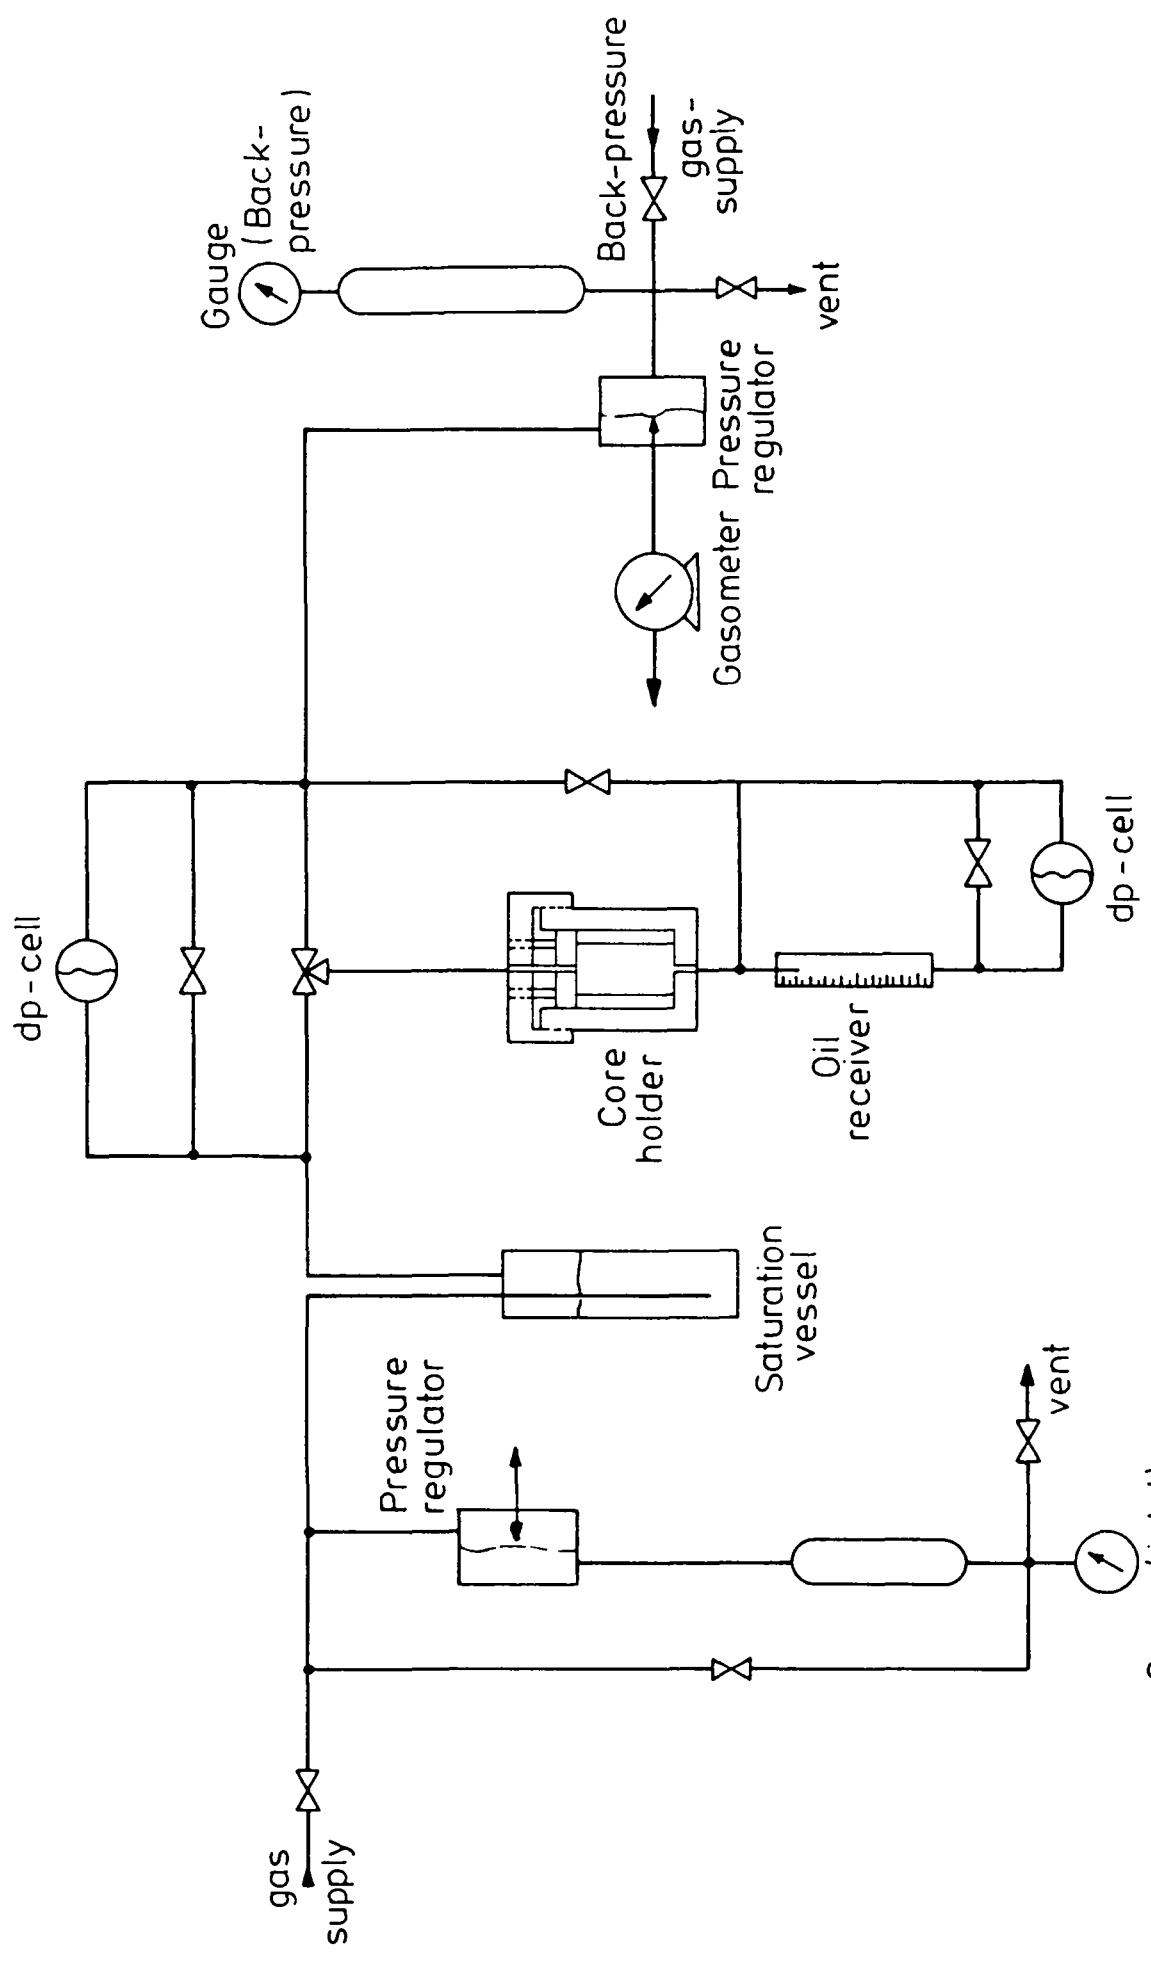 gas
supply
Pressure
regulator
vent
Saturation
vessel
dp-cell
Core
holder
Oil
receiver
dp-cell
Gasometer
Pressure
regulator
Gauge
(Back-
pressure)
Back-pressure
gas-
supply
vent